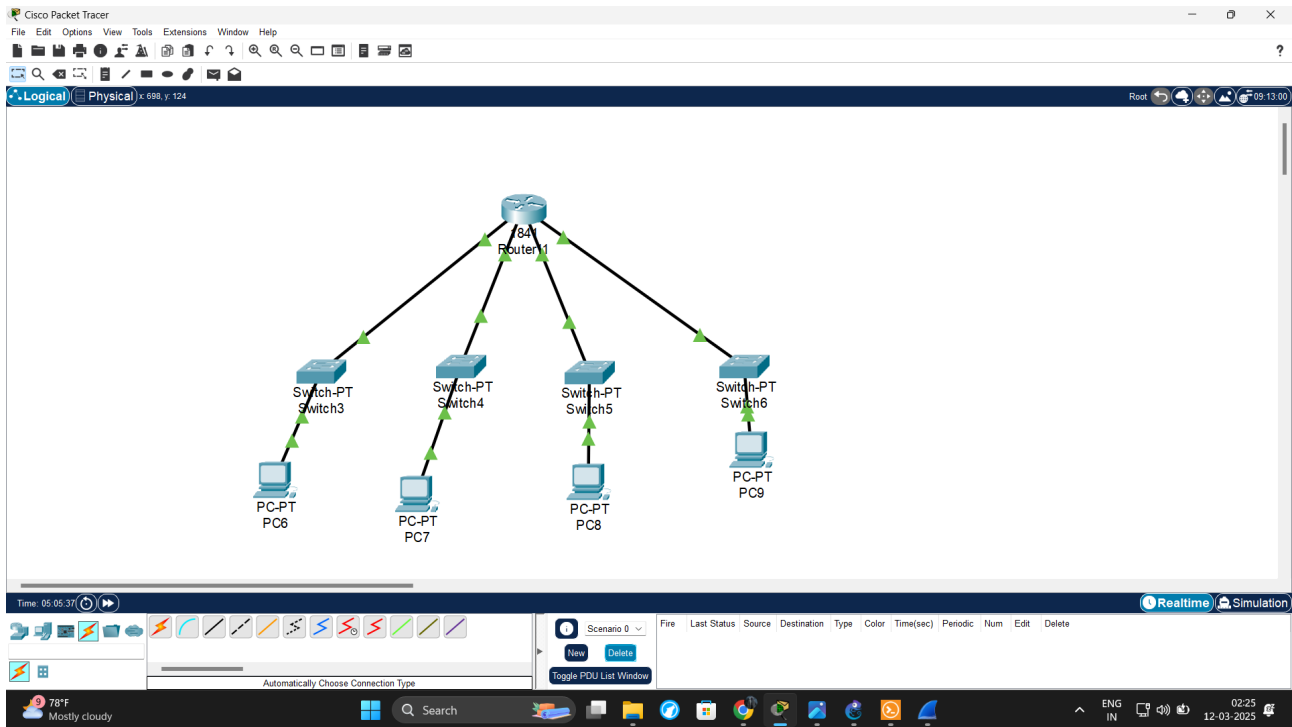 Cisco Packet Tracer
File Edit Options View Tools Extensions Window Help
?
Logical Physical x: 698, y: 124 Root 09:13:00
1841
Router11
Switch-PT
Switch3
Switch-PT
Switch4
Switch-PT
Switch5
Switch-PT
Switch6
PC-PT
PC6
PC-PT
PC7
PC-PT
PC8
PC-PT
PC9
Time: 05:05:37 Realtime Simulation
Scenario 0
New Delete
Toggle PDU List Window
Fire Last Status Source Destination Type Color Time(sec) Periodic Num Edit Delete
Automatically Choose Connection Type
9
78°F
Mostly cloudy
Search
ENG
IN
02:25
12-03-2025